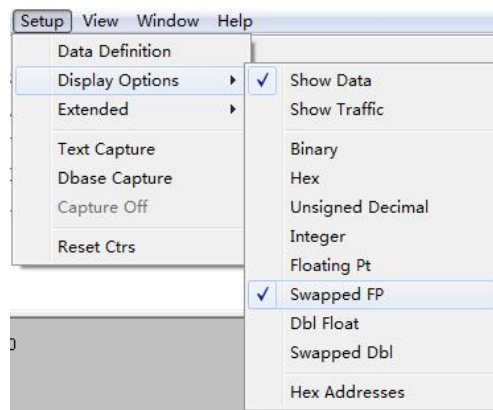 Setup View Window Help
Data Definition
Display Options
Extended
Text Capture
Dbase Capture
Capture Off
Reset Ctrs
Show Data
Show Traffic
Binary
Hex
Unsigned Decimal
Integer
Floating Pt
Swapped FP
Dbl Float
Swapped Dbl
Hex Addresses